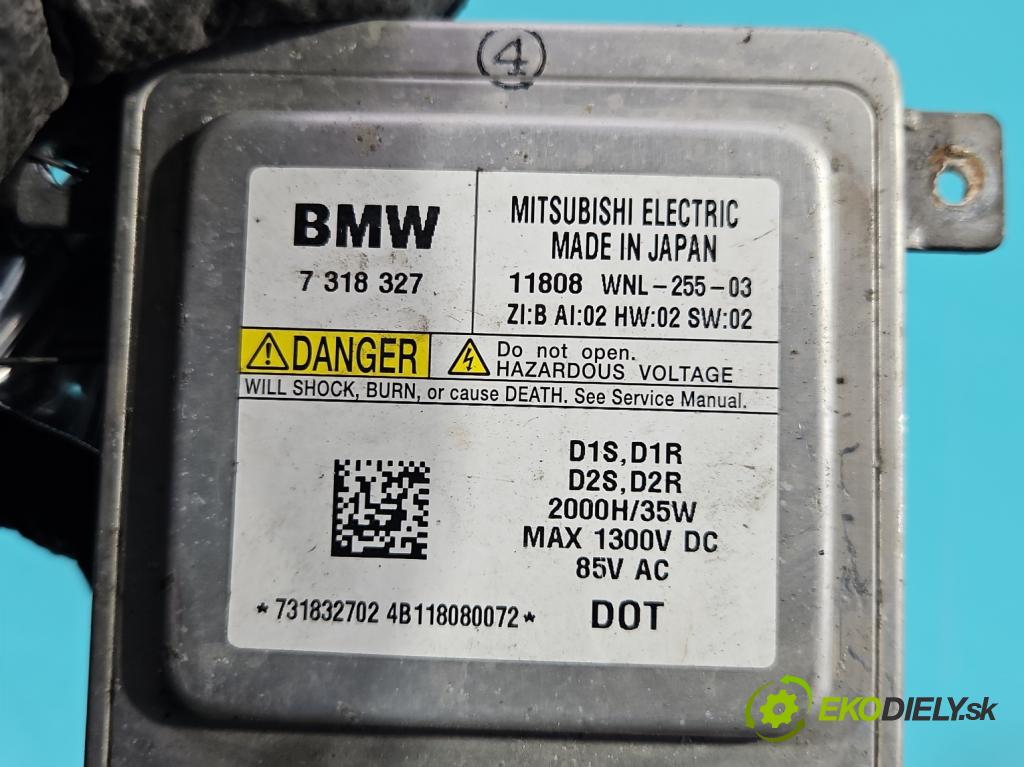 4
BMW
7 318 327
MITSUBISHI ELECTRIC
MADE IN JAPAN
11808 WNL-255-03
ZI:B AI:02 HW:02 SW:02
DANGER
Do not open.
HAZARDOUS VOLTAGE
WILL SHOCK, BURN, or cause DEATH. See Service Manual.
D1S,D1R
D2S,D2R
2000H/35W
MAX 1300V DC
85V AC
*731832702 4B118080072*
DOT
EKODIELY.sk